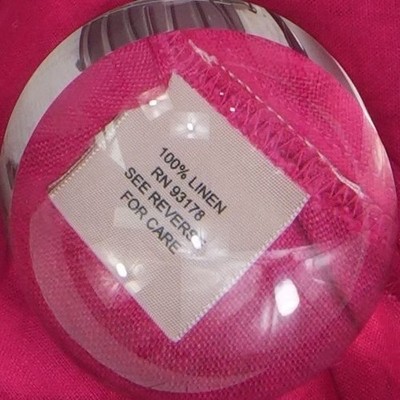 100% LINEN
RN 93178
SEE REVERSE
FOR CARE